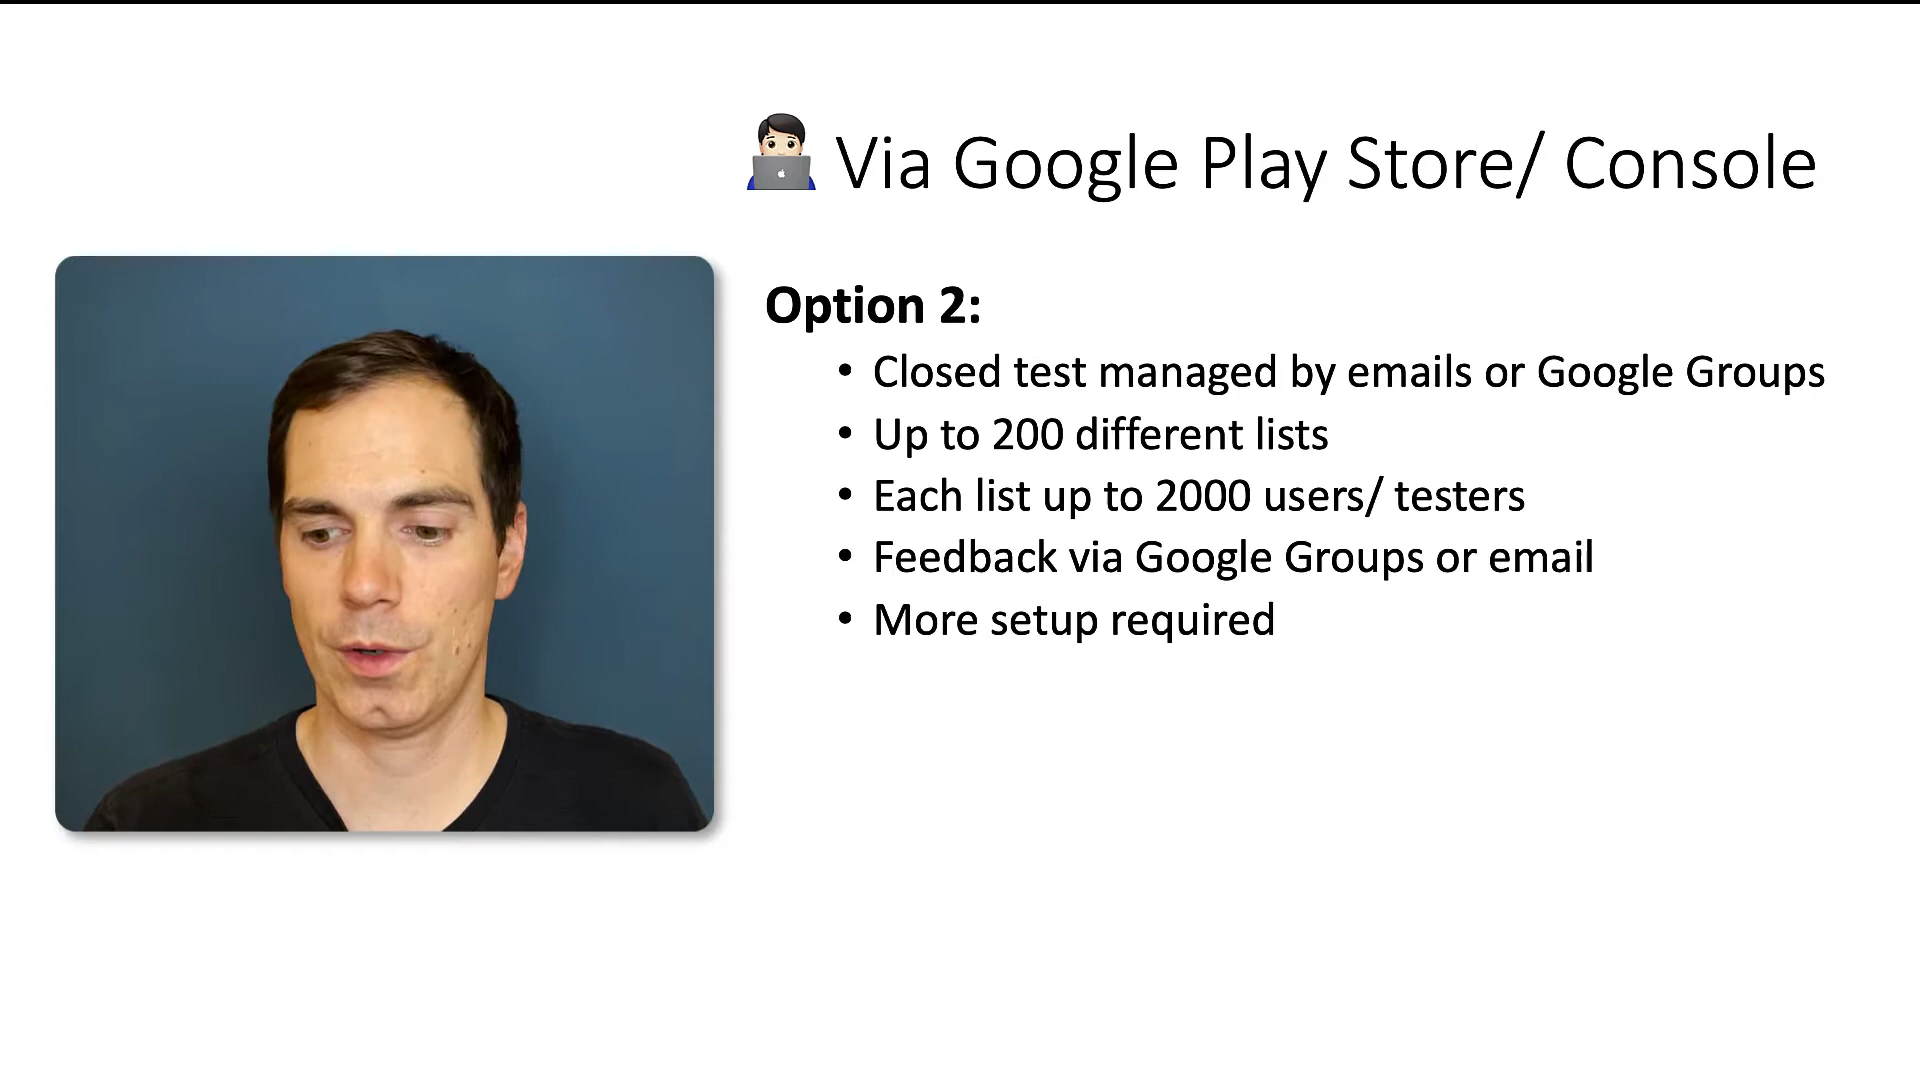 Via Google Play Store/ Console
Option 2:
• Closed test managed by emails or Google Groups
• Up to 200 different lists
• Each list up to 2000 users/ testers
• Feedback via Google Groups or email
• More setup required